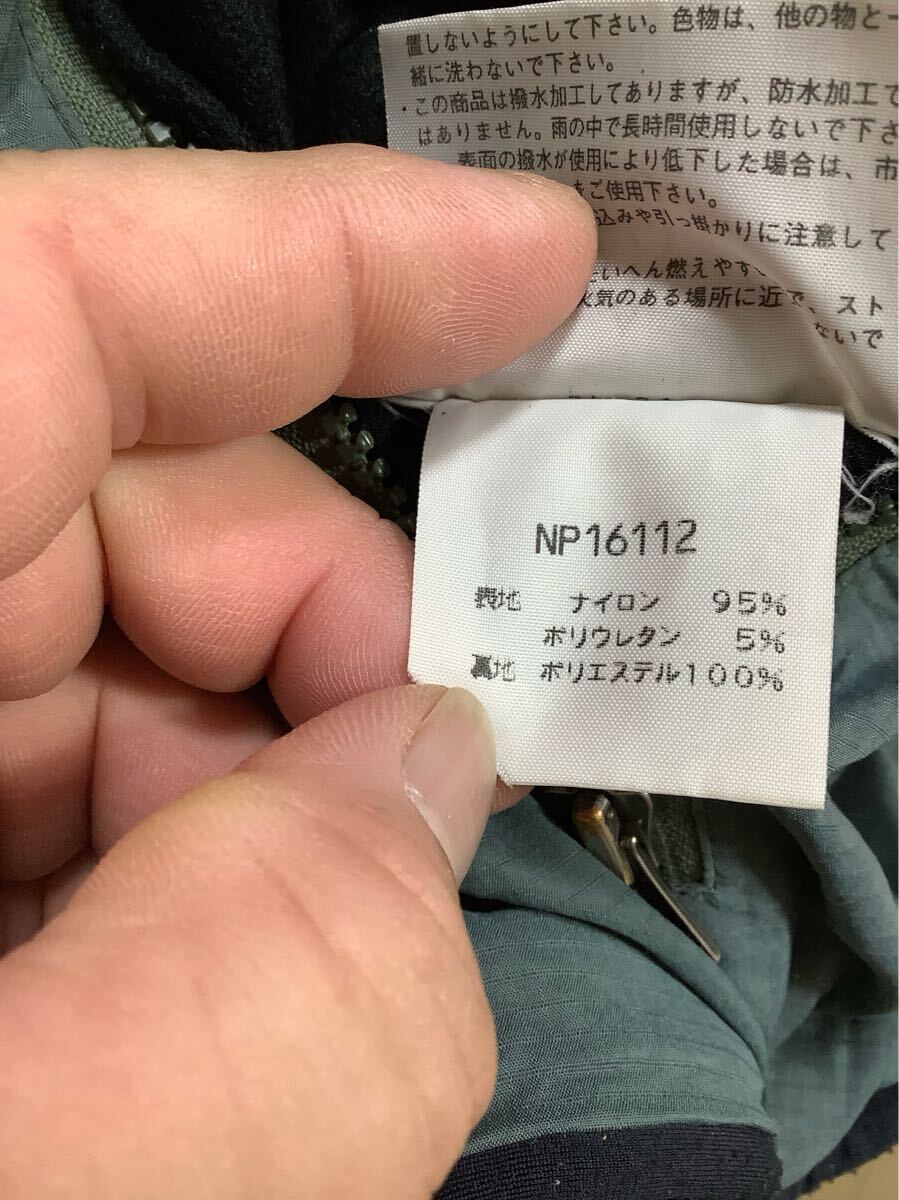 置しないようにして下さい。色物は、他の物と一
緒に洗わないで下さい。
・この商品は撥水加工してありますが、防水加工で
はありません。雨の中で長時間使用しないで下さ
表面の撥水が使用により低下した場合は、市
をご使用下さい。
込みや引っ掛かりに注意して
へん燃えやす
火気のある場所に近で、スト
ないで
NP16112
表地 ナイロン 95%
ポリウレタン 5%
裏地 ポリエステル100%